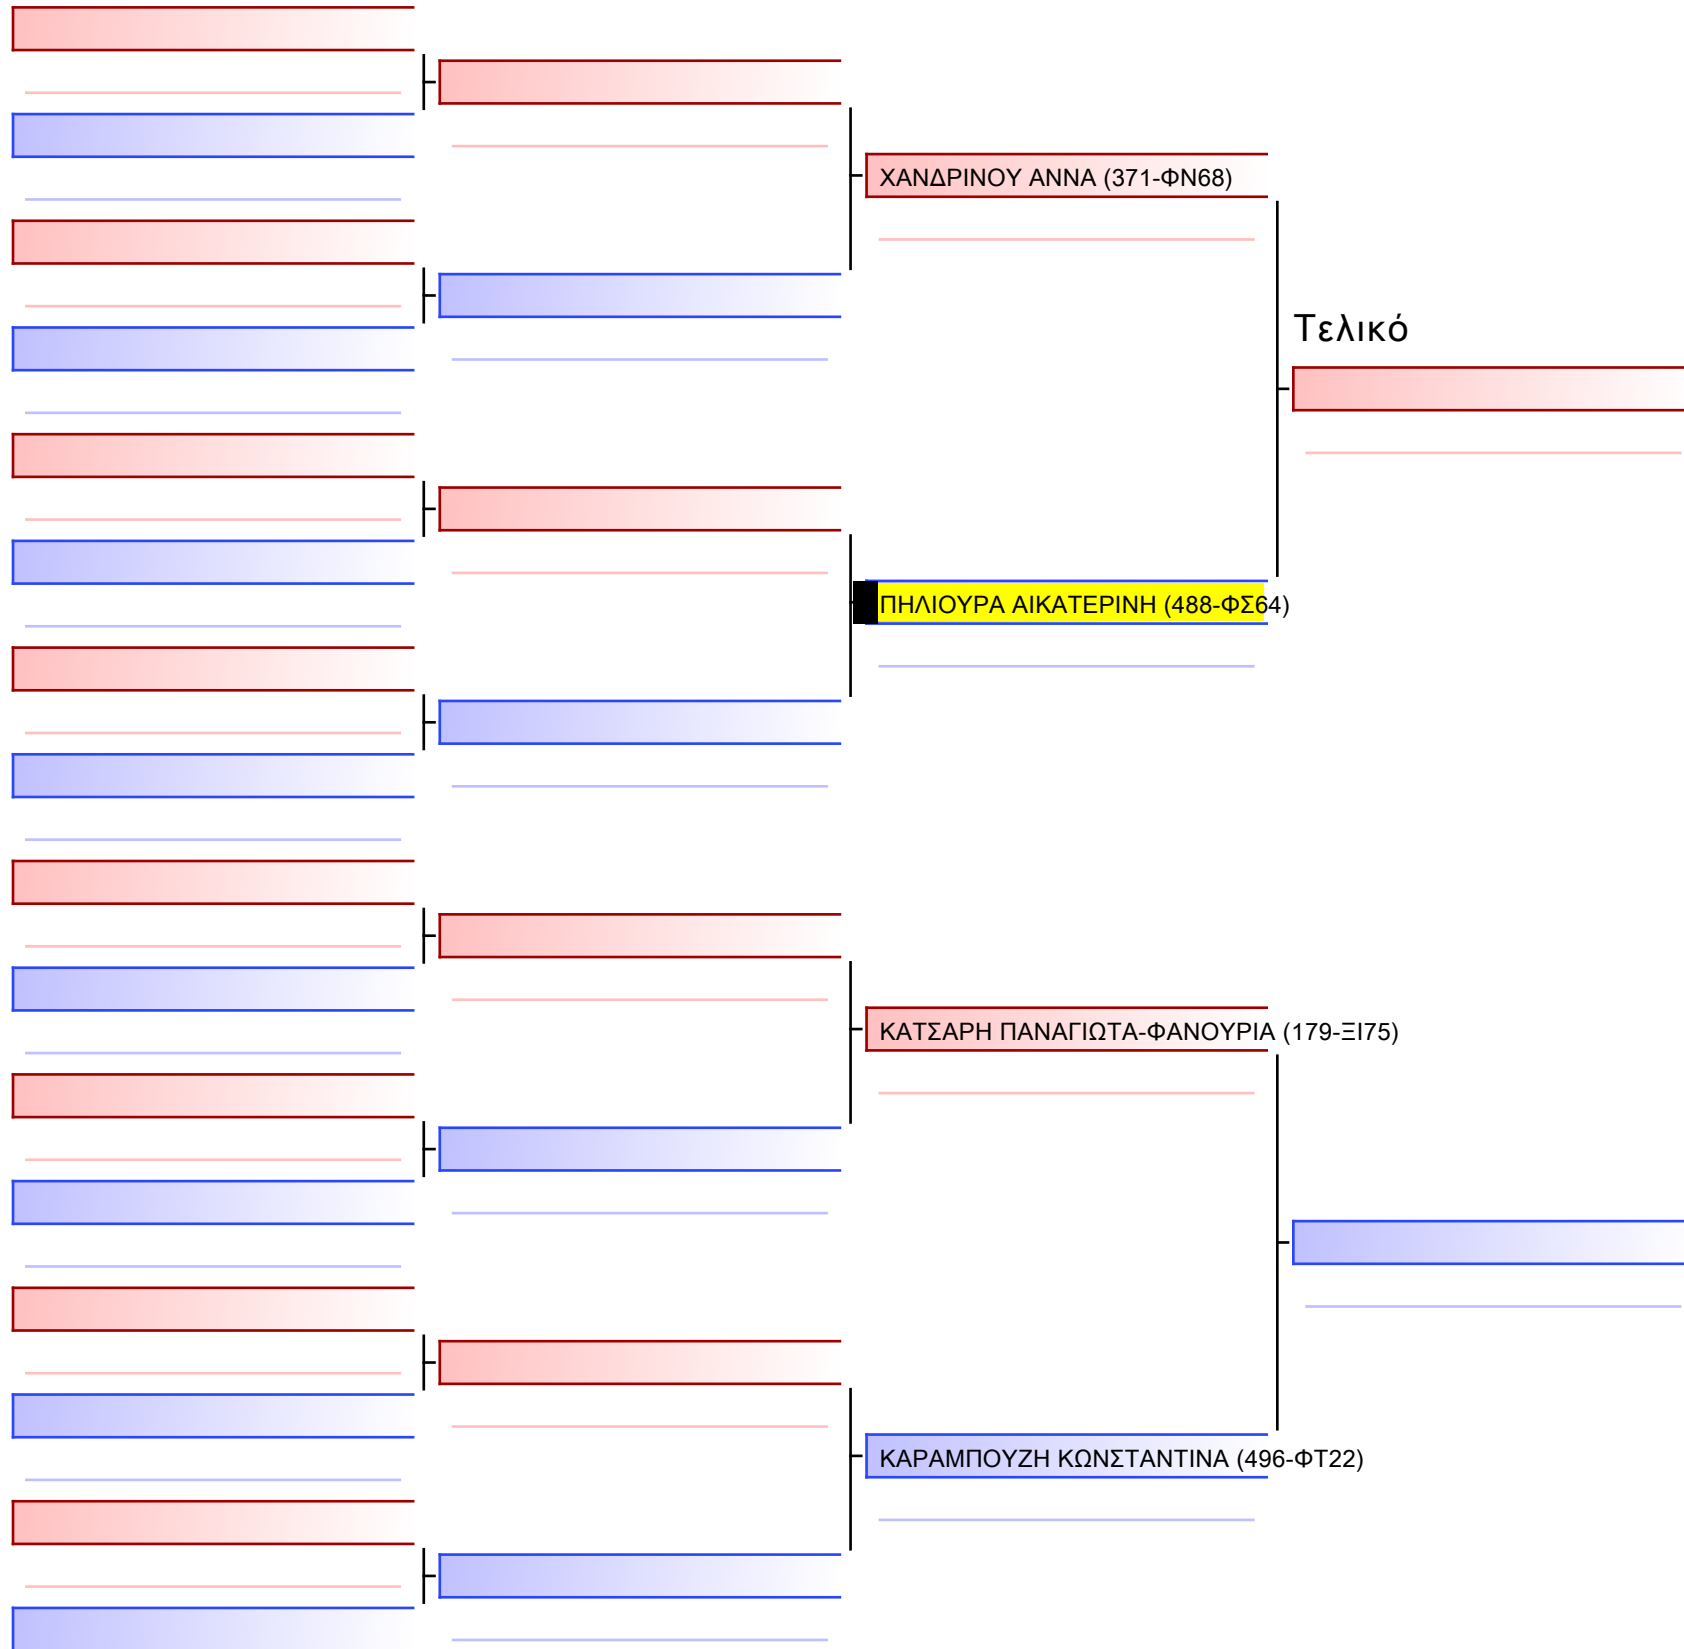 ΧΑΝΔΡΙΝΟΥ ΑΝΝΑ (371-ΦΝ68)
Τελικό
ΠΗΛΙΟΥΡΑ ΑΙΚΑΤΕΡΙΝΗ (488-ΦΣ64)
ΚΑΤΣΑΡΗ ΠΑΝΑΓΙΩΤΑ-ΦΑΝΟΥΡΙΑ (179-ΞΙ75)
ΚΑΡΑΜΠΟΥΖΗ ΚΩΝΣΤΑΝΤΙΝΑ (496-ΦΤ22)